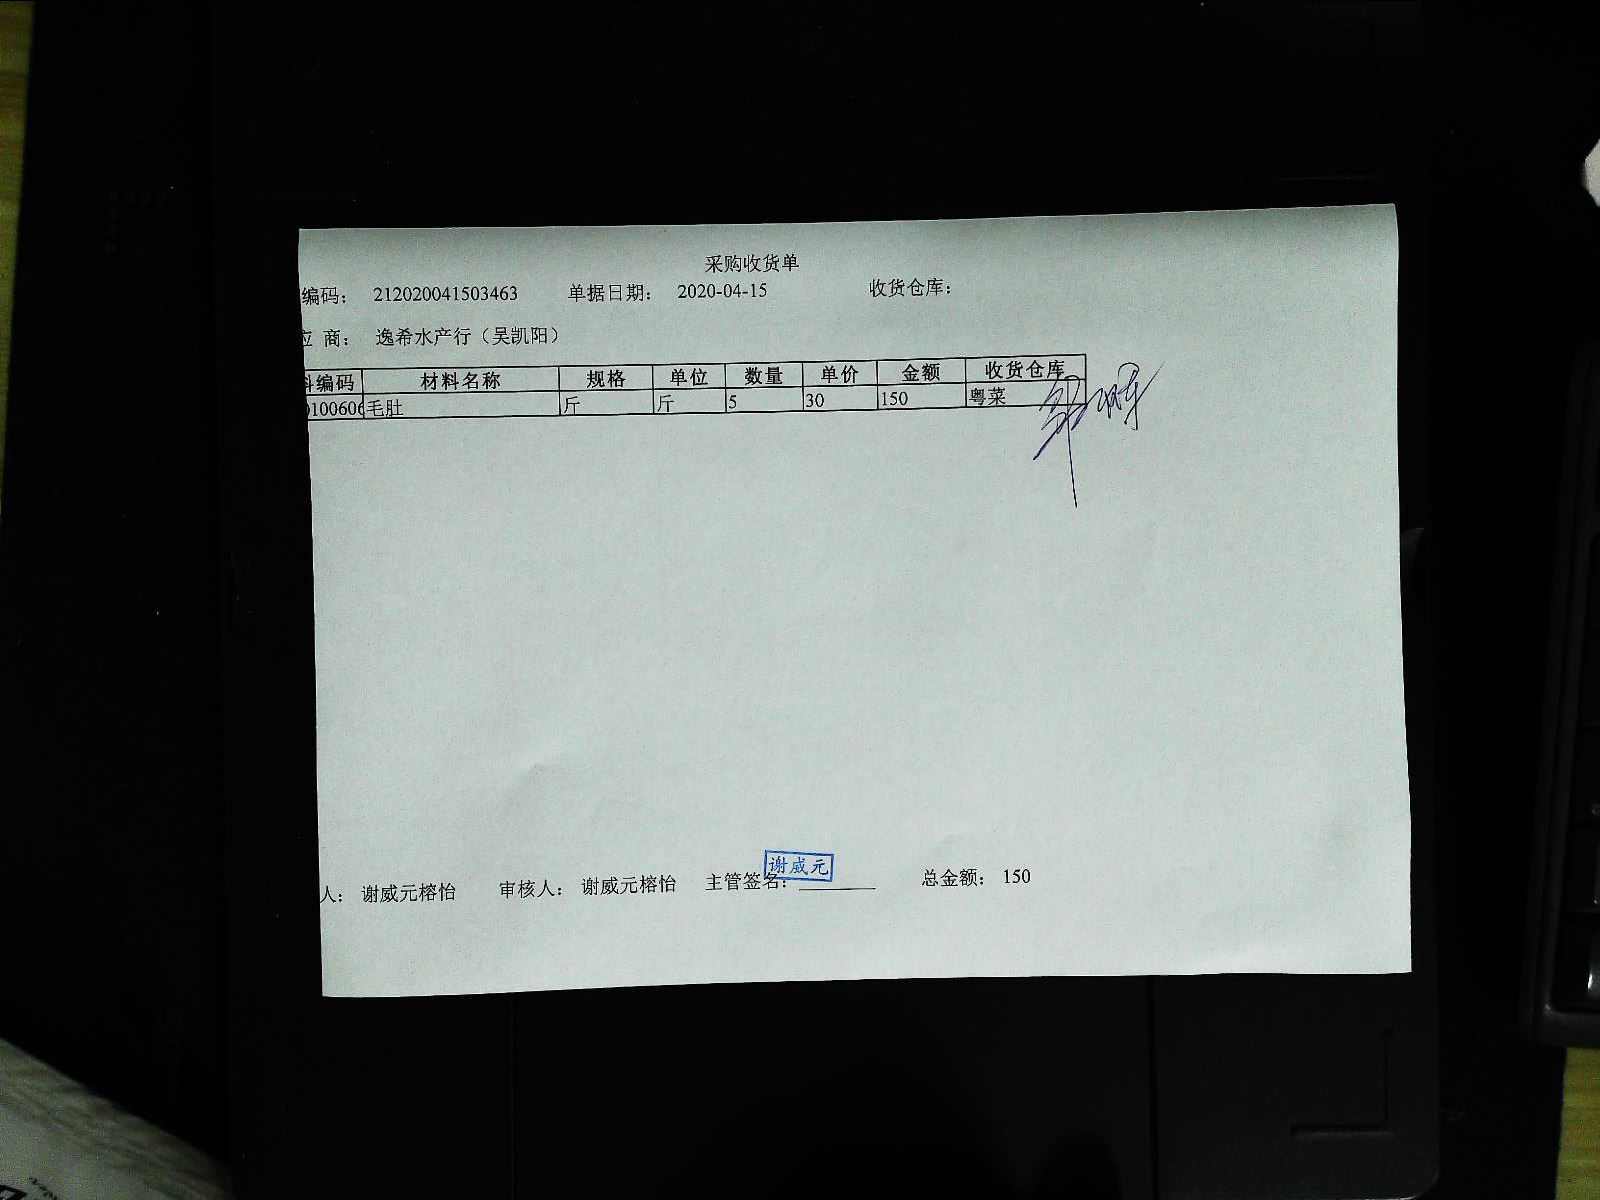 采购收货单
编码： 212020041503463 单据日期： 2020-04-15 收货仓库：
应 商： 逸希水产行（吴凯阳）
料编码 材料名称 规格 单位 数量 单价 金额 收货仓库
0100606 毛肚 斤 斤 5 30 150 粤菜
谢威元
人： 谢威元榕怡 审核人： 谢威元榕怡 主管签名： 总金额： 150